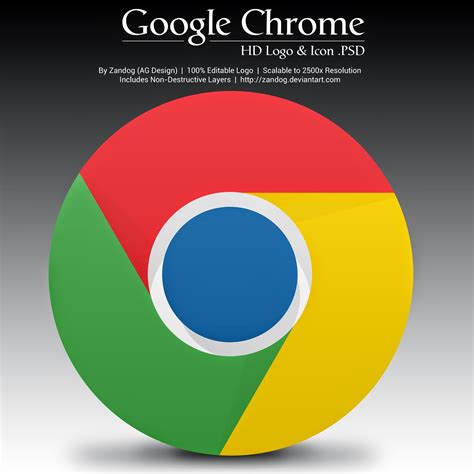 Google Chrome
HD Logo & Icon .PSD
By Zandog (AG Design) | 100% Editable Logo | Scalable to 2500x Resolution
Includes Non-Destructive Layers | http://zandog.deviantart.com